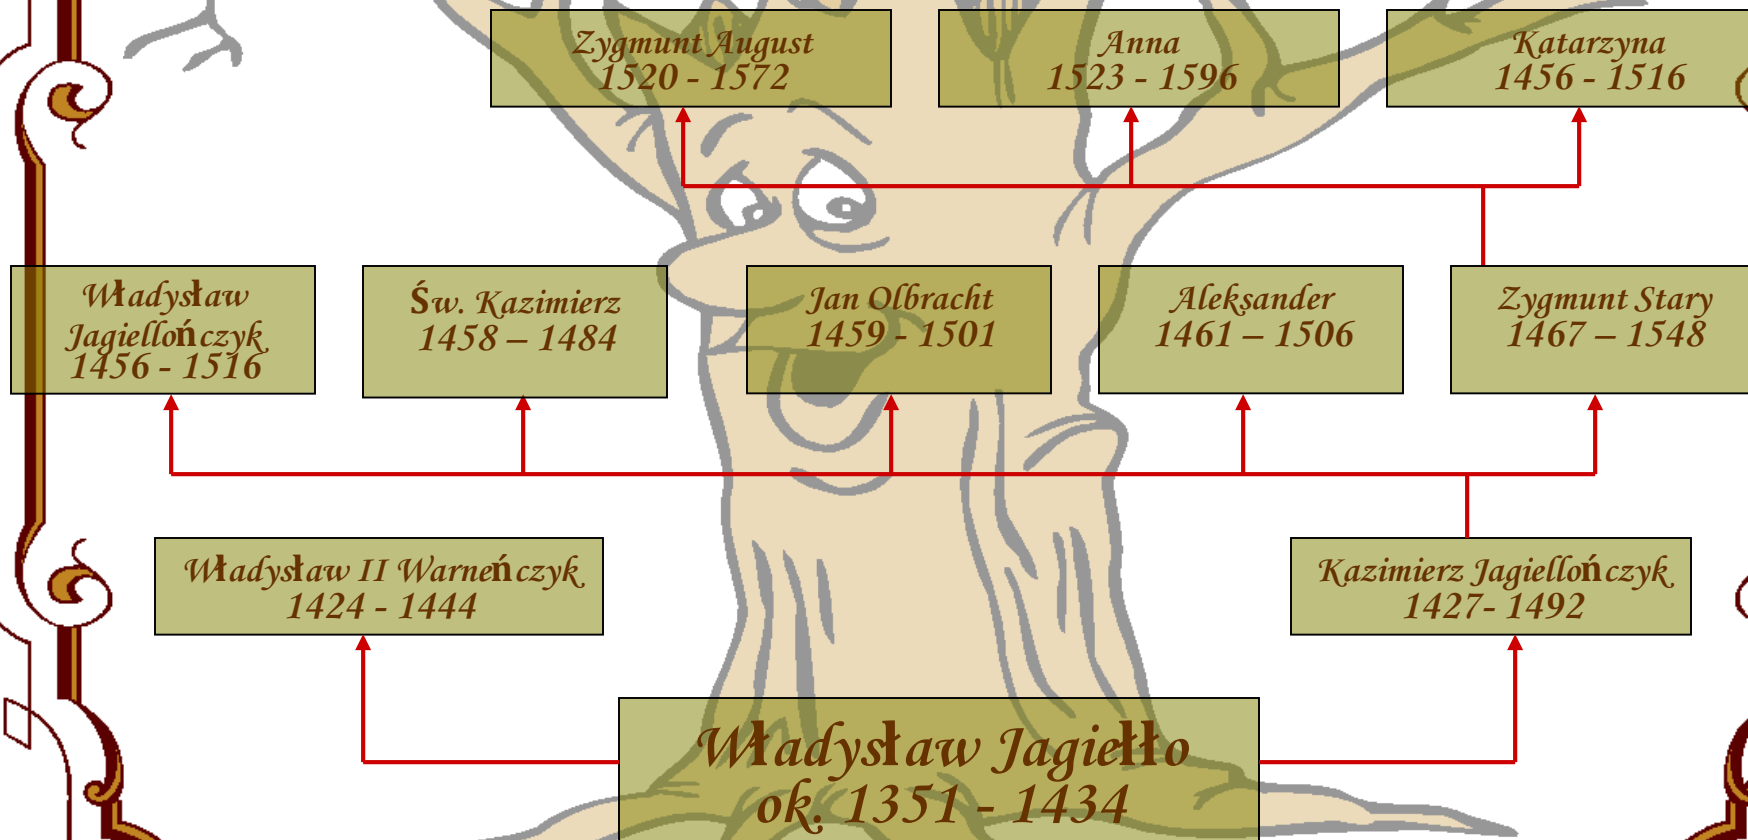 Zygmunt August
1520 - 1572
Anna
1523 - 1596
Katarzyna
1456 - 1516
Władysław
Jagiellończyk
1456 - 1516
Św. Kazimierz
1458 – 1484
Jan Olbracht
1459 - 1501
Aleksander
1461 – 1506
Zygmunt Stary
1467 – 1548
Władysław II Warneńczyk
1424 - 1444
Kazimierz Jagiellończyk
1427- 1492
Władysław Jagiełło
ok. 1351 - 1434